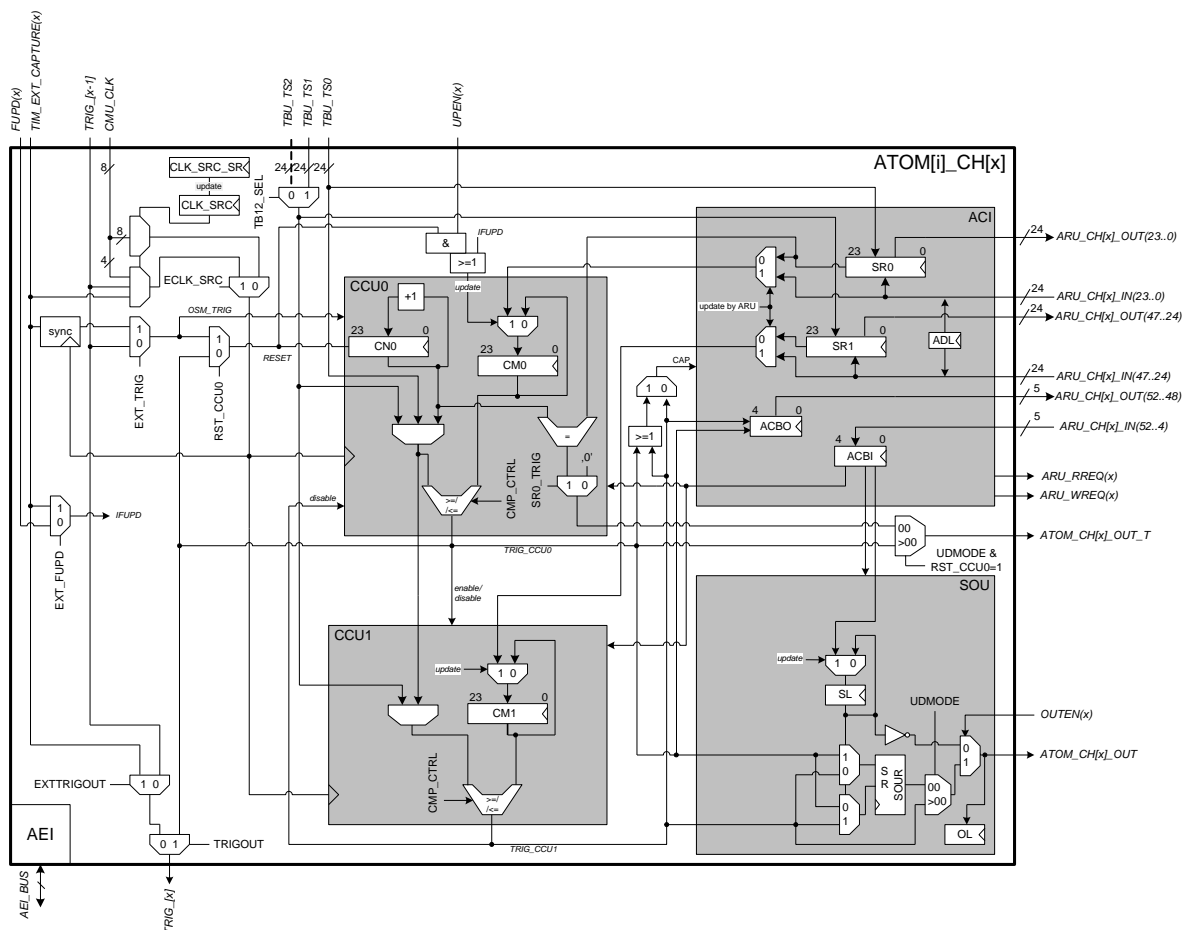 FUPD(x)
TIM_EXT_CAPTURE(x)
TRIG_[x-1]
CMU_CLK
TBU_TS2
TBU_TS1
TBU_TS0
UPEN(x)
ATOM[i]_CH[x]
8
CLK_SRC_SR
update
CLK_SRC
24
24
24
TB12_SEL
0 1
8
4
ECLK_SRC
1 0
&
IFUPD
>=1
update
ACI
24
ARU_CH[x]_OUT(23..0)
23
0
SR0
0
1
24
ARU_CH[x]_IN(23..0)
24
ARU_CH[x]_OUT(47..24)
update by ARU
CCU0
+1
1 0
OSM_TRIG
sync
1
0
1
0
RESET
23
0
CN0
23
0
CM0
0
1
23
0
SR1
ADL
24
ARU_CH[x]_IN(47..24)
CAP
1 0
5
ARU_CH[x]_OUT(52..48)
EXT_TRIG
RST_CCU0
4
0
ACBO
5
ARU_CH[x]_IN(52..4)
=
>=1
4
0
ACBI
,0'
SR0_TRIG
1 0
CMP_CTRL
>=/
/<=
ARU_RREQ(x)
ARU_WREQ(x)
disable
1
0
IFUPD
EXT_FUPD
00
>00
ATOM_CH[x]_OUT_T
TRIG_CCU0
UDMODE &
RST_CCU0=1
enable/
disable
SOU
CCU1
update
1 0
update
1 0
SL
23
0
CM1
UDMODE
OUTEN(x)
CMP_CTRL
>=/
/<=
1
0
0
1
S
R
SOUR
00
>00
0
1
ATOM_CH[x]_OUT
OL
EXTTRIGOUT
1 0
AEI
0 1
TRIGOUT
TRIG_CCU1
AEI_BUS
TRIG_[x]